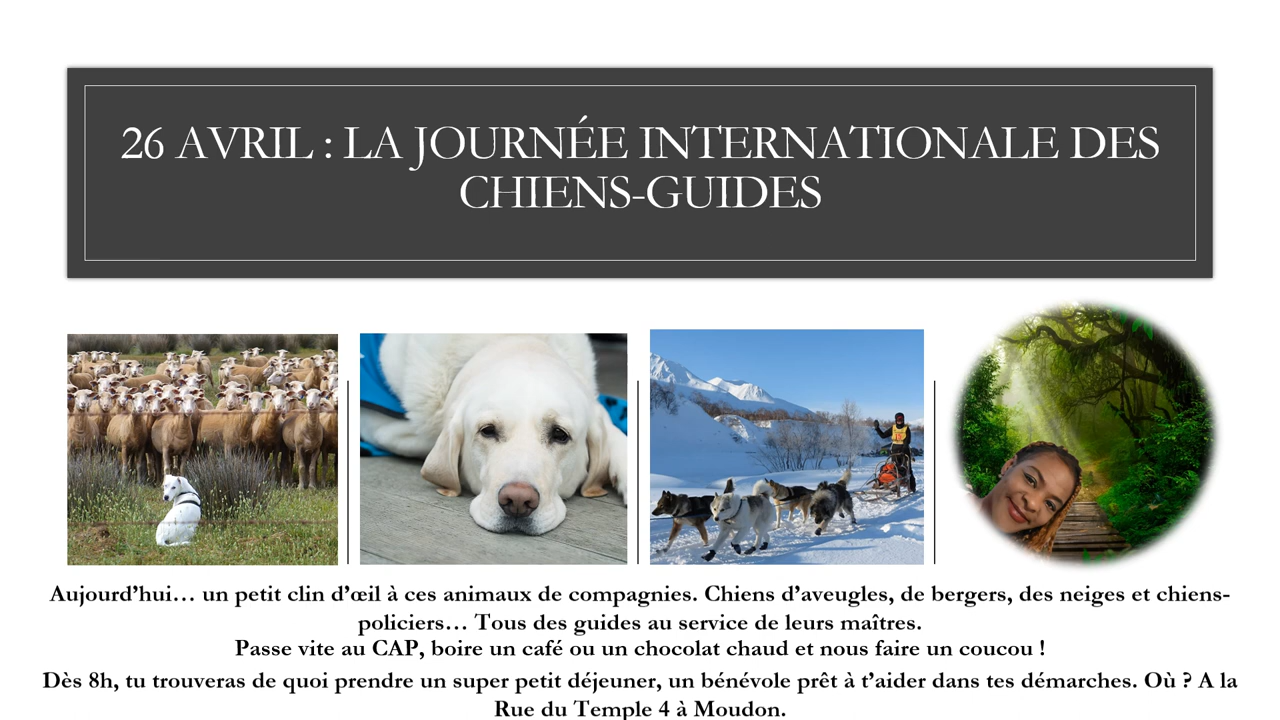 26 AVRIL : LA JOURNÉE INTERNATIONALE DES
CHIENS-GUIDES
Aujourd’hui… un petit clin d’œil à ces animaux de compagnies. Chiens d’aveugles, de bergers, des neiges et chiens-
policiers… Tous des guides au service de leurs maîtres.
Passe vite au CAP, boire un café ou un chocolat chaud et nous faire un coucou !
Dès 8h, tu trouveras de quoi prendre un super petit déjeuner, un bénévole prêt à t’aider dans tes démarches. Où ? A la
Rue du Temple 4 à Moudon.